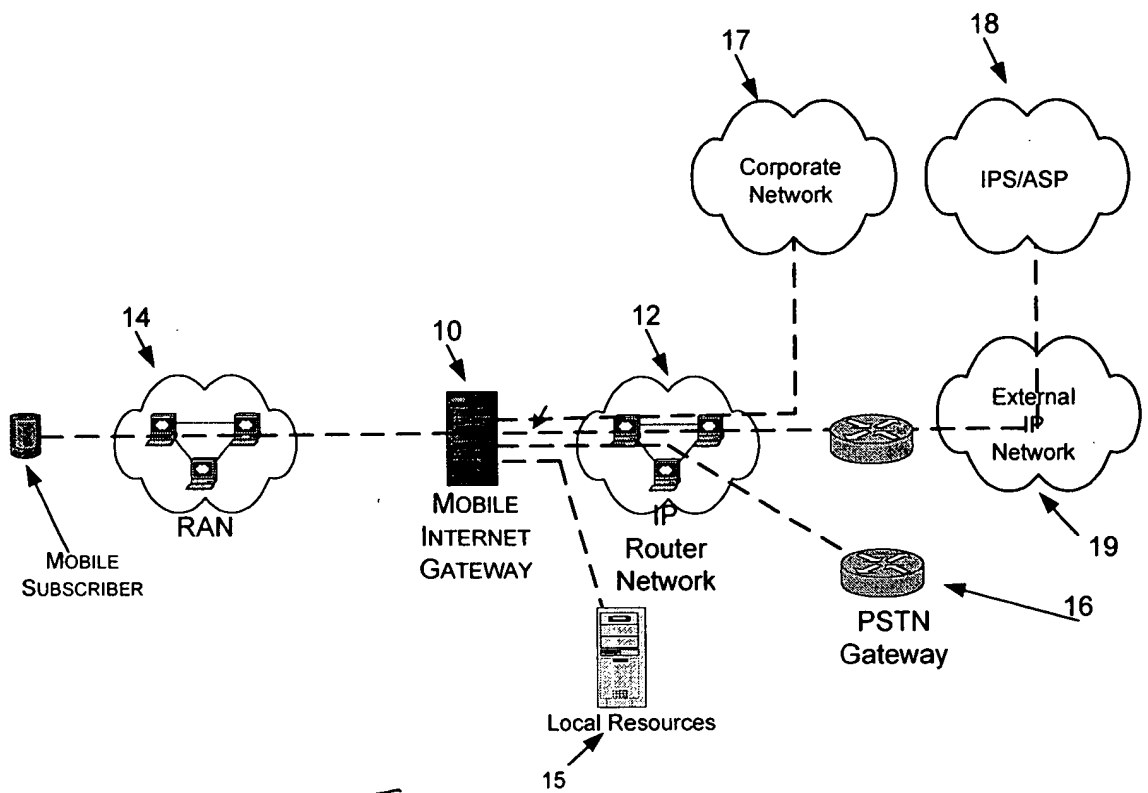 18
17
Corporate
Network
IPS/ASP
14
10
12
External
IP
Network
RAN
MOBILE
INTERNET
GATEWAY
IP
Router
Network
MOBILE
SUBSCRIBER
19
16
PSTN
Gateway
Local Resources
15